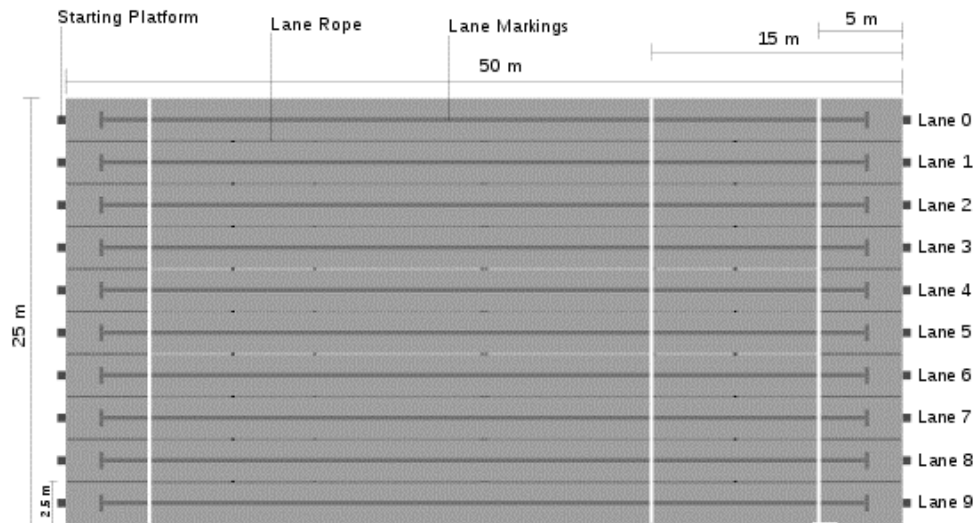 Starting Platform
Lane Rope
Lane Markings
5 m
15 m
50 m
Lane 0
Lane 1
Lane 2
Lane 3
Lane 4
25 m
Lane 5
Lane 6
Lane 7
Lane 8
2.5 m
Lane 9